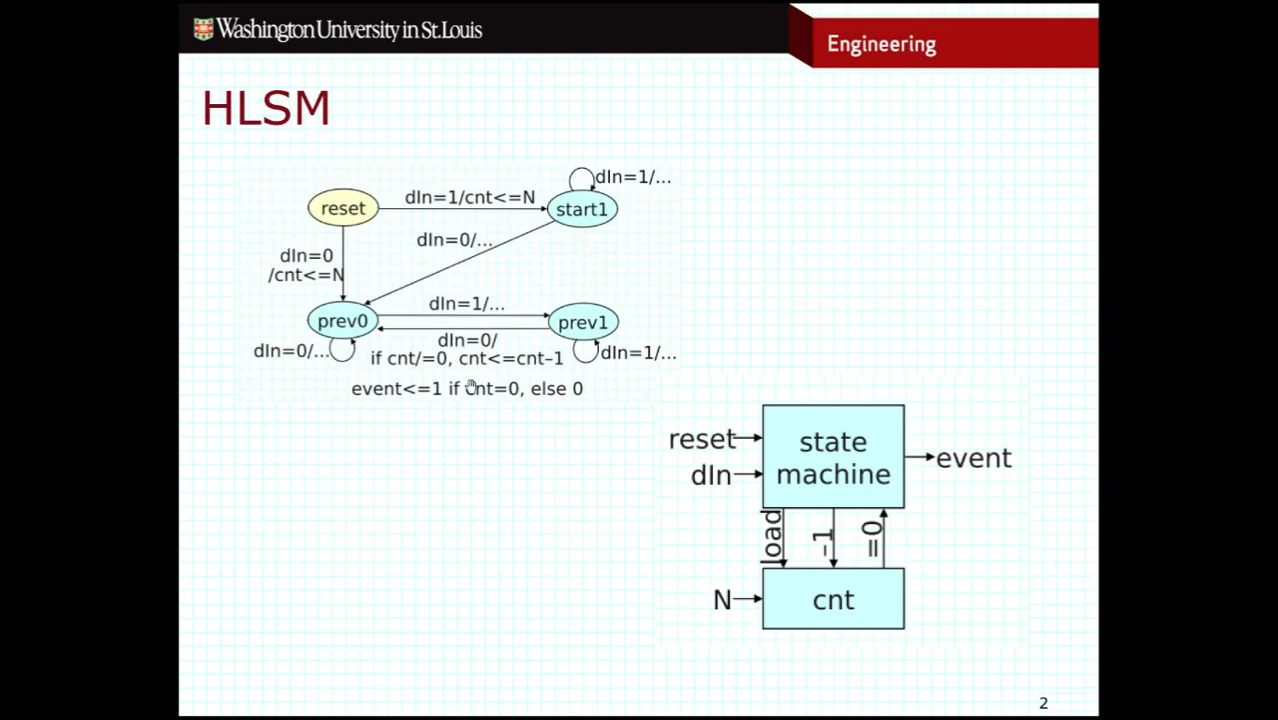 Washington University in St.Louis
Engineering
HLSM
dIn=1/...
reset
dIn=1/cnt<=N
start1
dIn=0/...
dIn=0
/cnt<=N
dIn=1/...
prev0
prev1
dIn=0/
dIn=0/...
if cnt/=0, cnt<=cnt–1
dIn=1/...
event<=1 if cnt=0, else 0
reset
state
machine
event
dIn
load
–1
=0
N
cnt
2